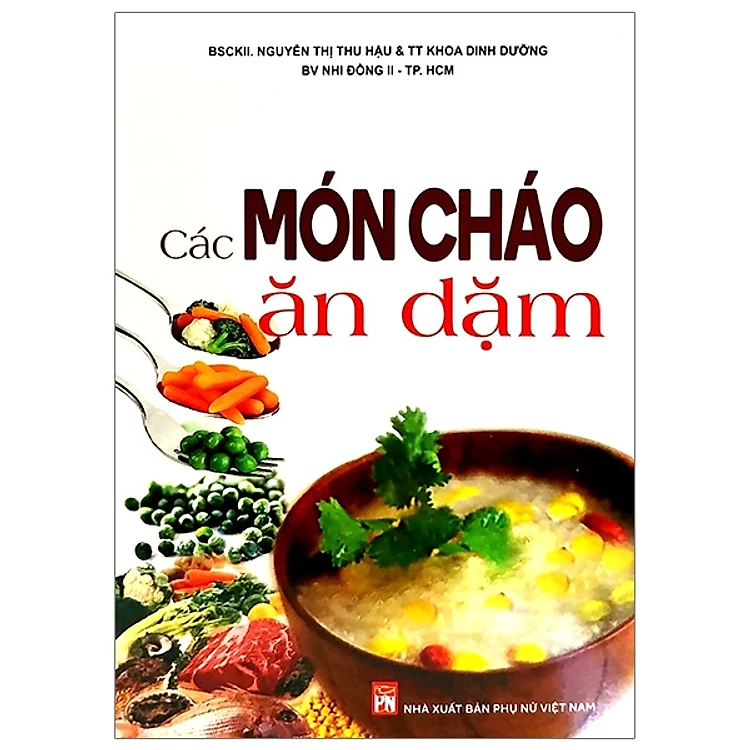 BSCKII. NGUYỄN THỊ THU HẬU & TT KHOA DINH DƯỠNG
BV NHI ĐỒNG II - TP. HCM
Các MÓN CHÁO
ăn dặm
PN
NHÀ XUẤT BẢN PHỤ NỮ VIỆT NAM